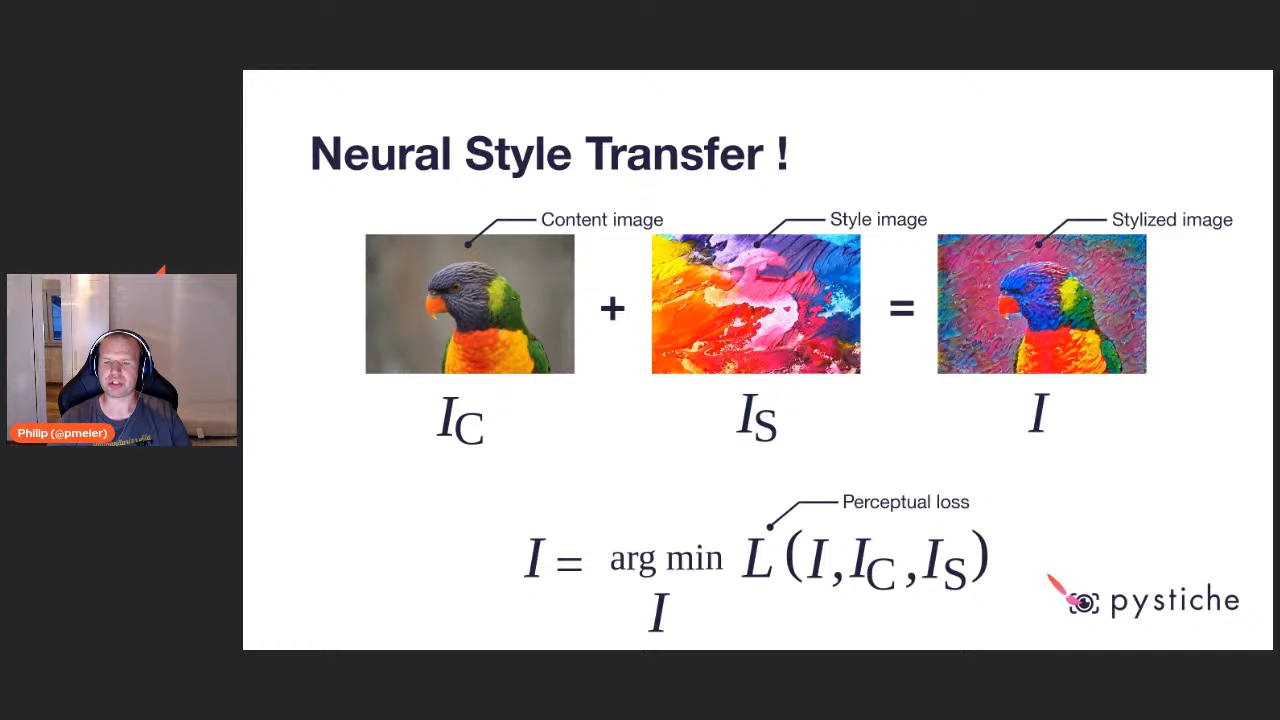 Neural Style Transfer !
Content image
Style image
Stylized image
+
=
I_C
I_S
I
Philip (@pmeier)
Perceptual loss
I = arg min L (I, I_C, I_S)
I
pystiche